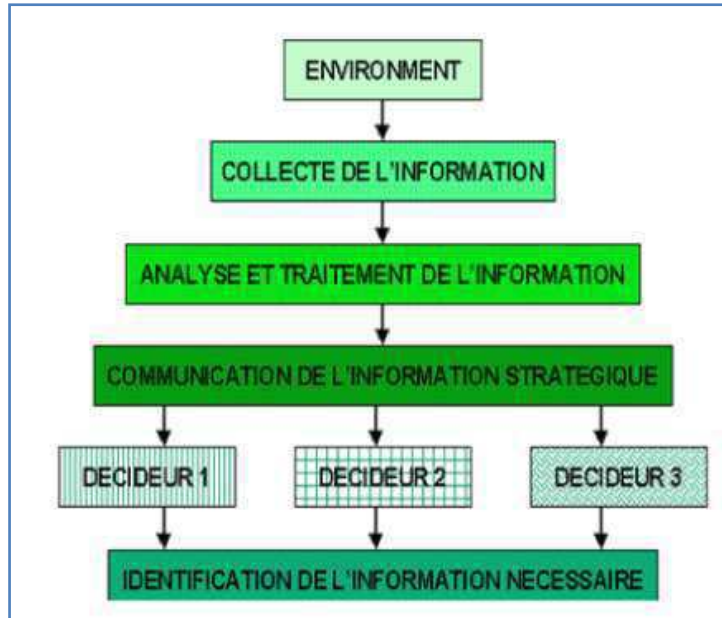 ENVIRONMENT
COLLECTE DE L'INFORMATION
ANALYSE ET TRAITEMENT DE L'INFORMATION
COMMUNICATION DE L'INFORMATION STRATEGIQUE
DECIDEUR 1 DECIDEUR 2 DECIDEUR 3
IDENTIFICATION DE L'INFORMATION NECESSAIRE